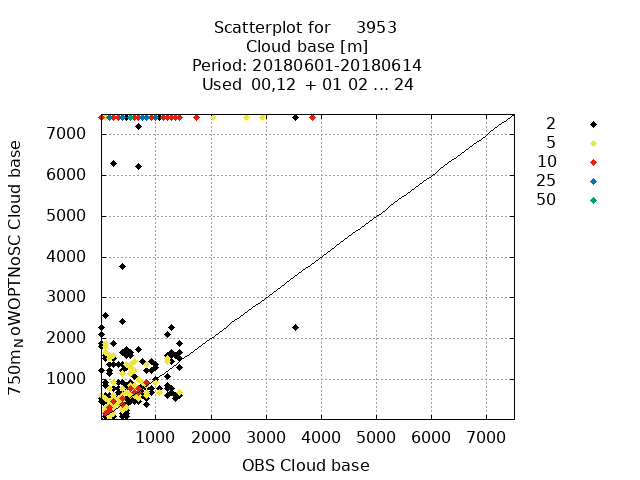 Scatterplot for 3953
Cloud base [m]
Period: 20180601-20180614
Used 00,12 + 01 02 ... 24
750mNoWOPTNoSC Cloud base
7000
6000
5000
4000
3000
2000
1000
1000 2000 3000 4000 5000 6000 7000
OBS Cloud base
2
5
10
25
50